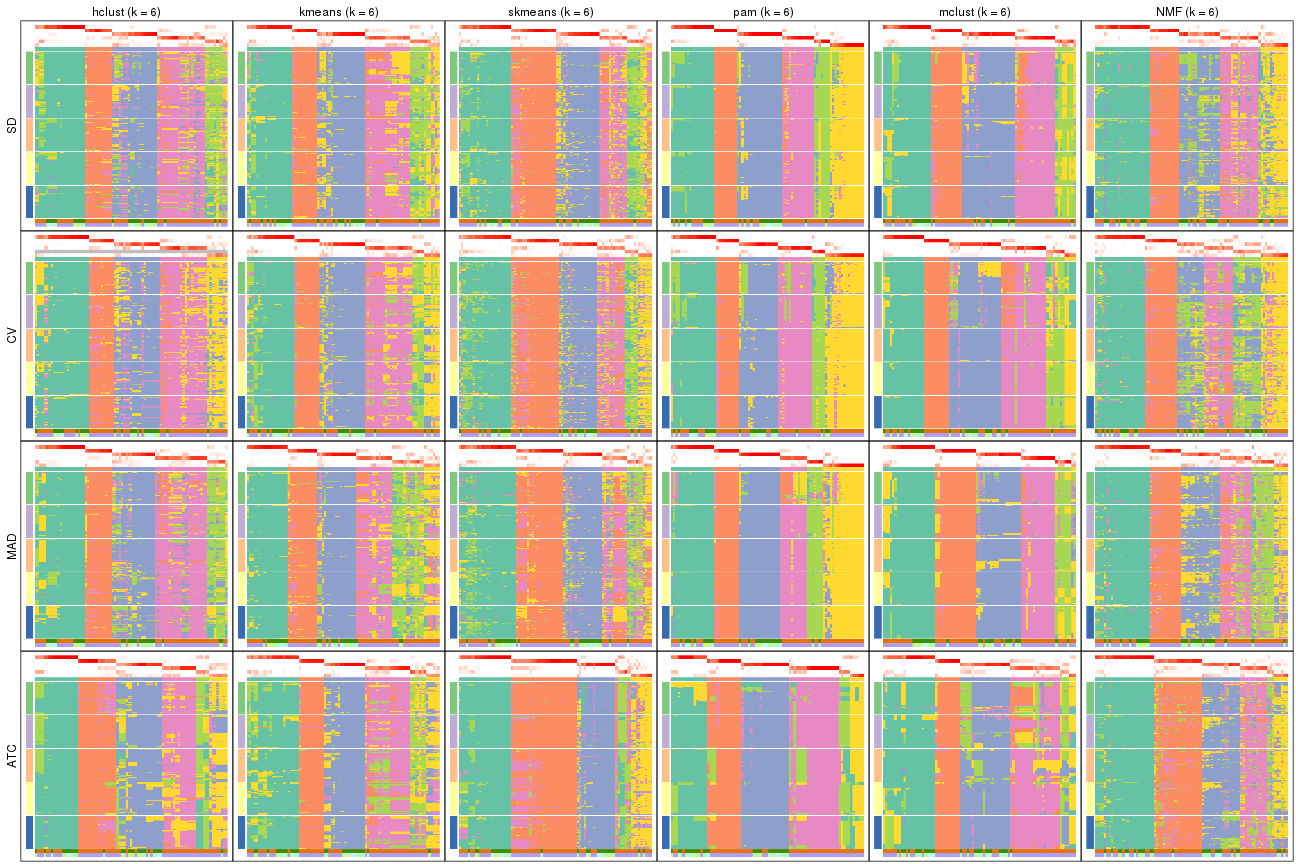 hclust (k = 6) kmeans (k = 6) skmeans (k = 6) pam (k = 6) mclust (k = 6) NMF (k = 6)
SD
CV
MAD
ATC